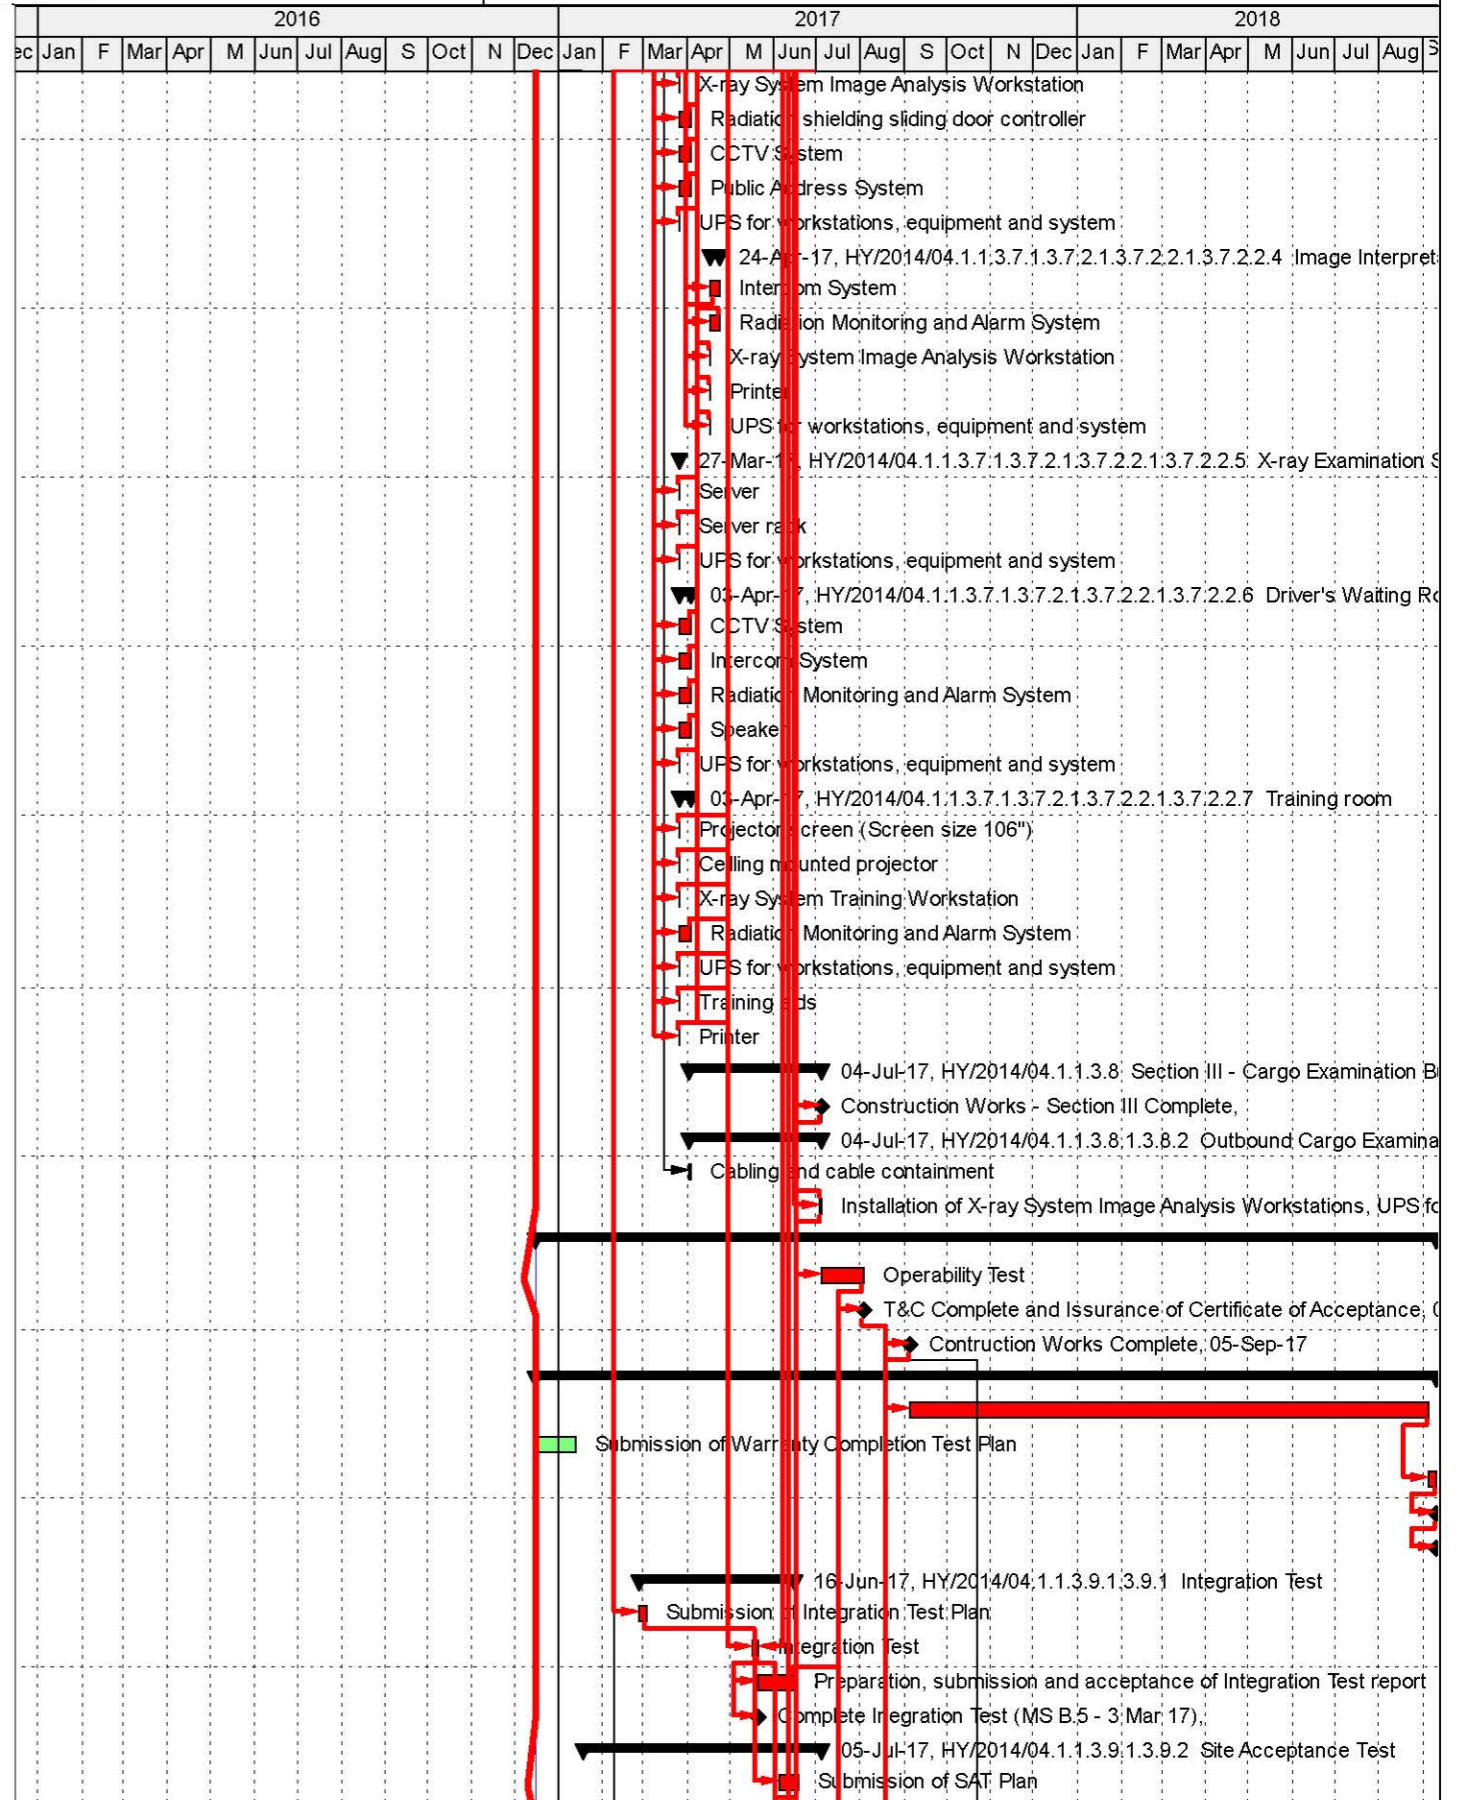 2016 2017 2018
ec Jan F Mar Apr M Jun Jul Aug S Oct N Dec Jan F Mar Apr M Jun Jul Aug S Oct N Dec Jan F Mar Apr M Jun Jul Aug S
X-ray System Image Analysis Workstation
Radiation shielding sliding door controller
CCTV System
Public Address System
UPS for workstations, equipment and system
24-Apr-17, HY/2014/04.1.1.3.7.1.3.7.2.1.3.7.2.2.1.3.7.2.2.4 Image Interpret
Intercom System
Radiation Monitoring and Alarm System
X-ray System Image Analysis Workstation
Printer
UPS for workstations, equipment and system
27-Mar-17, HY/2014/04.1.1.3.7.1.3.7.2.1.3.7.2.2.1.3.7.2.2.5 X-ray Examination S
Server
Server rack
UPS for workstations, equipment and system
03-Apr-17, HY/2014/04.1.1.3.7.1.3.7.2.1.3.7.2.2.1.3.7.2.2.6 Driver's Waiting Ro
CCTV System
Intercom System
Radiation Monitoring and Alarm System
Speaker
UPS for workstations, equipment and system
03-Apr-17, HY/2014/04.1.1.3.7.1.3.7.2.1.3.7.2.2.1.3.7.2.2.7 Training room
Projector screen (Screen size 106")
Ceiling mounted projector
X-ray System Training Workstation
Radiation Monitoring and Alarm System
UPS for workstations, equipment and system
Training aids
Printer
04-Jul-17, HY/2014/04.1.1.3.8 Section III - Cargo Examination B
Construction Works - Section III Complete,
04-Jul-17, HY/2014/04.1.1.3.8.1.3.8.2 Outbound Cargo Examina
Cabling and cable containment
Installation of X-ray System Image Analysis Workstations, UPS fo
Operability Test
T&C Complete and Issurance of Certificate of Acceptance, 0
Contruction Works Complete, 05-Sep-17
Submission of Warranty Completion Test Plan
16-Jun-17, HY/2014/04.1.1.3.9.1.3.9.1 Integration Test
Submission of Integration Test Plan
Integration Test
Preparation, submission and acceptance of Integration Test report
Complete Integration Test (MS B.5 - 3 Mar 17),
05-Jul-17, HY/2014/04.1.1.3.9.1.3.9.2 Site Acceptance Test
Submission of SAT Plan